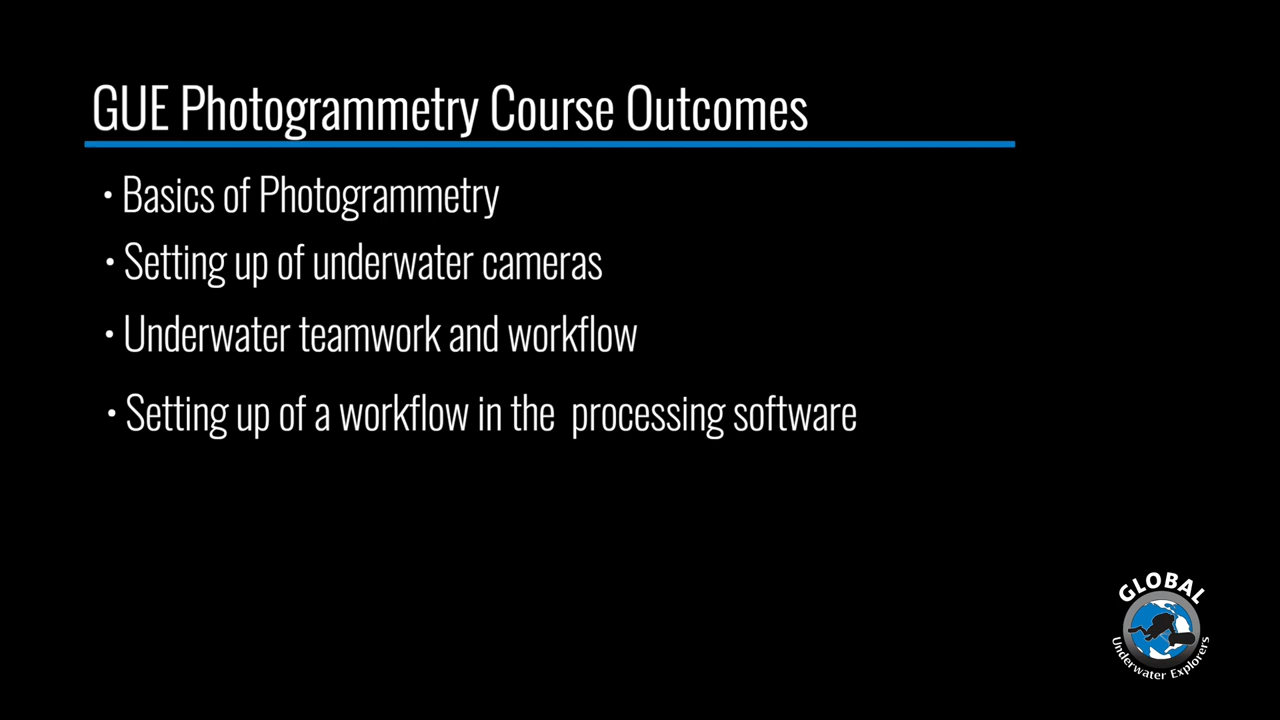 GUE Photogrammetry Course Outcomes
• Basics of Photogrammetry
• Setting up of underwater cameras
• Underwater teamwork and workflow
• Setting up of a workflow in the  processing software
GLOBAL
Underwater Explorers